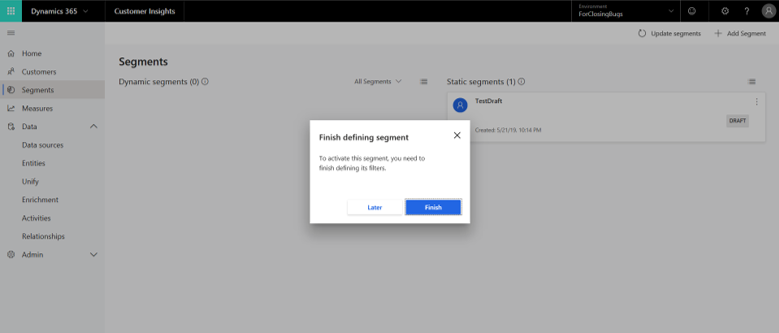 Dynamics 365
Customer Insights
Environment
ForClosingBugs
?
Update segments
Add Segment
Home
Customers
Segments
Measures
Data
Data sources
Entities
Unify
Enrichment
Activities
Relationships
Admin
Segments
Dynamic segments (0)
All Segments
Static segments (1)
TestDraft
DRAFT
Created: 5/21/19, 10:14 PM
Finish defining segment
To activate this segment, you need to
finish defining its filters.
Later
Finish